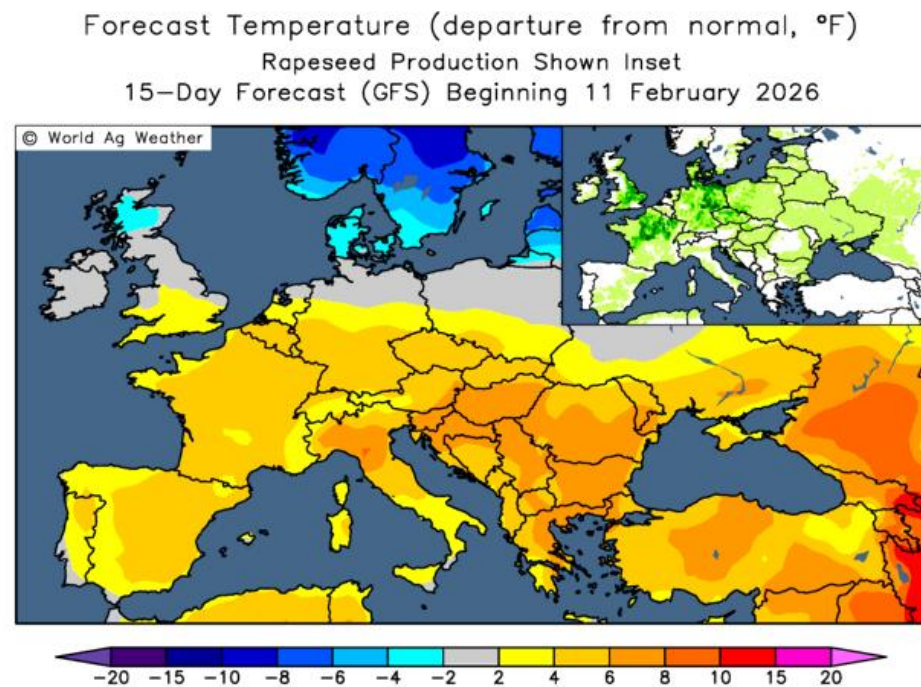 Forecast Temperature (departure from normal, °F)
Rapeseed Production Shown Inset
15-Day Forecast (GFS) Beginning 11 February 2026
© World Ag Weather
-20 -15 -10 -8 -6 -4 -2 2 4 6 8 10 15 20